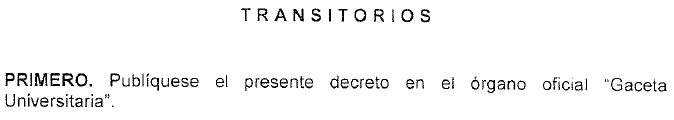 TRANSITORIOS
PRIMERO. Publíquese el presente decreto en el órgano oficial "Gaceta
Universitaria".